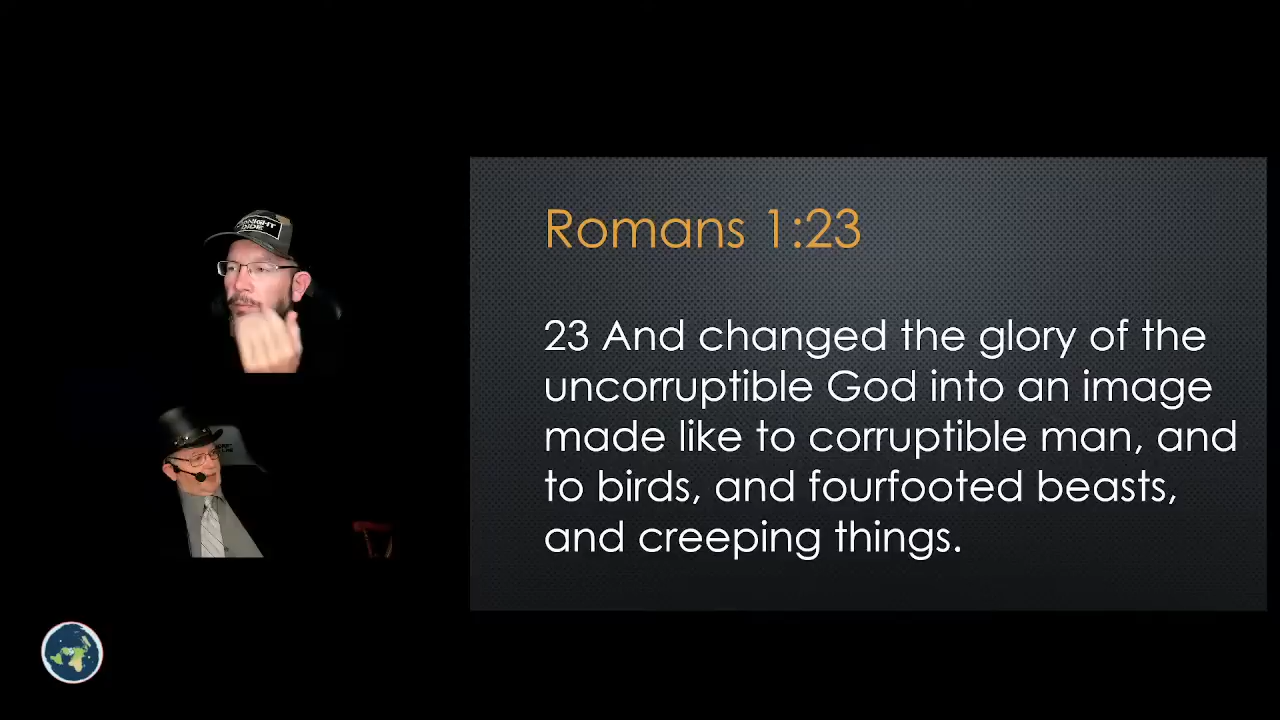 Romans 1:23
23 And changed the glory of the
uncorruptible God into an image
made like to corruptible man, and
to birds, and fourfooted beasts,
and creeping things.